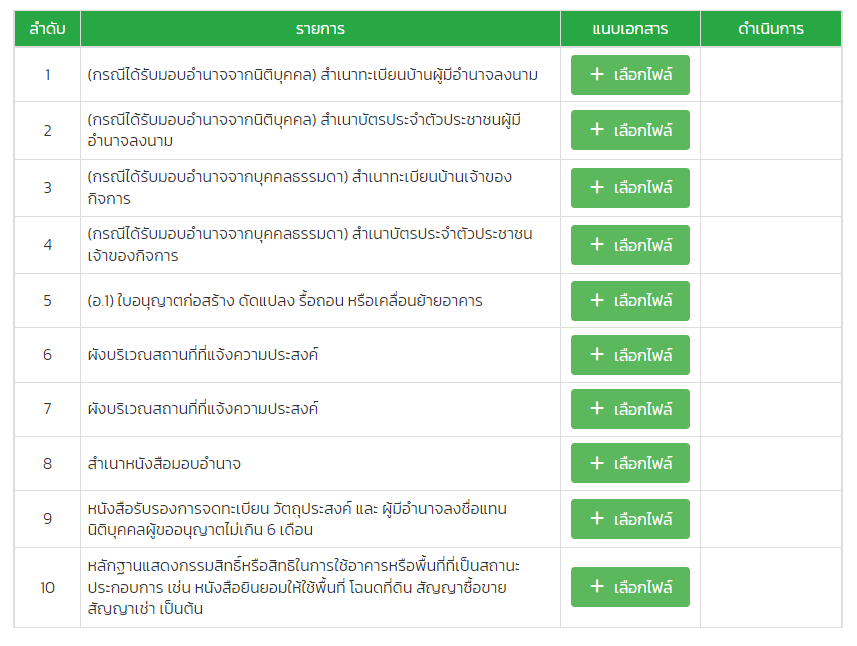 ลำดับ รายการ แนบเอกสาร ดำเนินการ
1 (กรณีได้รับมอบอำนาจจากนิติบุคคล) สำเนาทะเบียนบ้านผู้มีอำนาจลงนาม + เลือกไฟล์
2 (กรณีได้รับมอบอำนาจจากนิติบุคคล) สำเนาบัตรประจำตัวประชาชนผู้มี
อำนาจลงนาม + เลือกไฟล์
3 (กรณีได้รับมอบอำนาจจากบุคคลธรรมดา) สำเนาทะเบียนบ้านเจ้าของ
กิจการ + เลือกไฟล์
4 (กรณีได้รับมอบอำนาจจากบุคคลธรรมดา) สำเนาบัตรประจำตัวประชาชน
เจ้าของกิจการ + เลือกไฟล์
5 (อ.1) ใบอนุญาตก่อสร้าง ดัดแปลง รื้อถอน หรือเคลื่อนย้ายอาคาร + เลือกไฟล์
6 ผังบริเวณสถานที่ที่แจ้งความประสงค์ + เลือกไฟล์
7 ผังบริเวณสถานที่ที่แจ้งความประสงค์ + เลือกไฟล์
8 สำเนาหนังสือมอบอำนาจ + เลือกไฟล์
9 หนังสือรับรองการจดทะเบียน วัตถุประสงค์ และ ผู้มีอำนาจลงชื่อแทน
นิติบุคคลผู้ขออนุญาตไม่เกิน 6 เดือน + เลือกไฟล์
หลักฐานแสดงกรรมสิทธิ์หรือสิทธิในการใช้อาคารหรือพื้นที่ที่เป็นสถานะ
10 ประกอบการ เช่น หนังสือยินยอมให้ใช้พื้นที่ โฉนดที่ดิน สัญญาซื้อขาย + เลือกไฟล์
สัญญาเช่า เป็นต้น